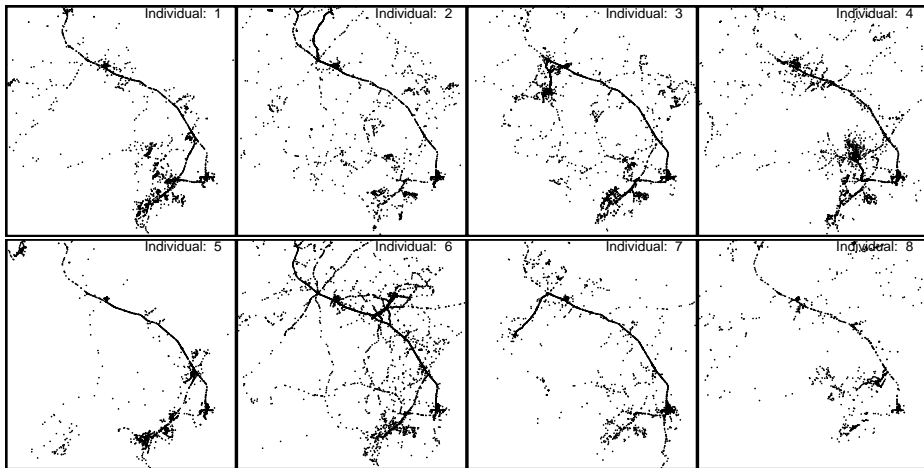 Individual: 1
Individual: 2
Individual: 3
Individual: 4
Individual: 5
Individual: 6
Individual: 7
Individual: 8